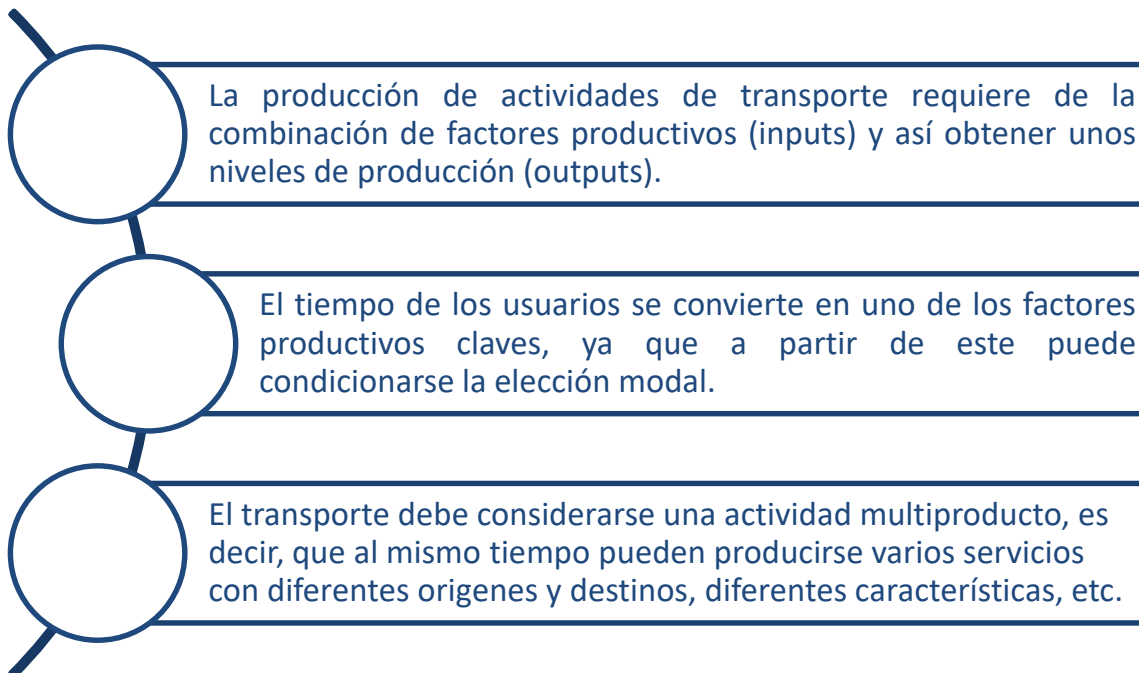 La producción de actividades de transporte requiere de la
combinación de factores productivos (inputs) y así obtener unos
niveles de producción (outputs).
El tiempo de los usuarios se convierte en uno de los factores
productivos claves, ya que a partir de este puede
condicionarse la elección modal.
El transporte debe considerarse una actividad multiproducto, es
decir, que al mismo tiempo pueden producirse varios servicios
con diferentes origenes y destinos, diferentes características, etc.